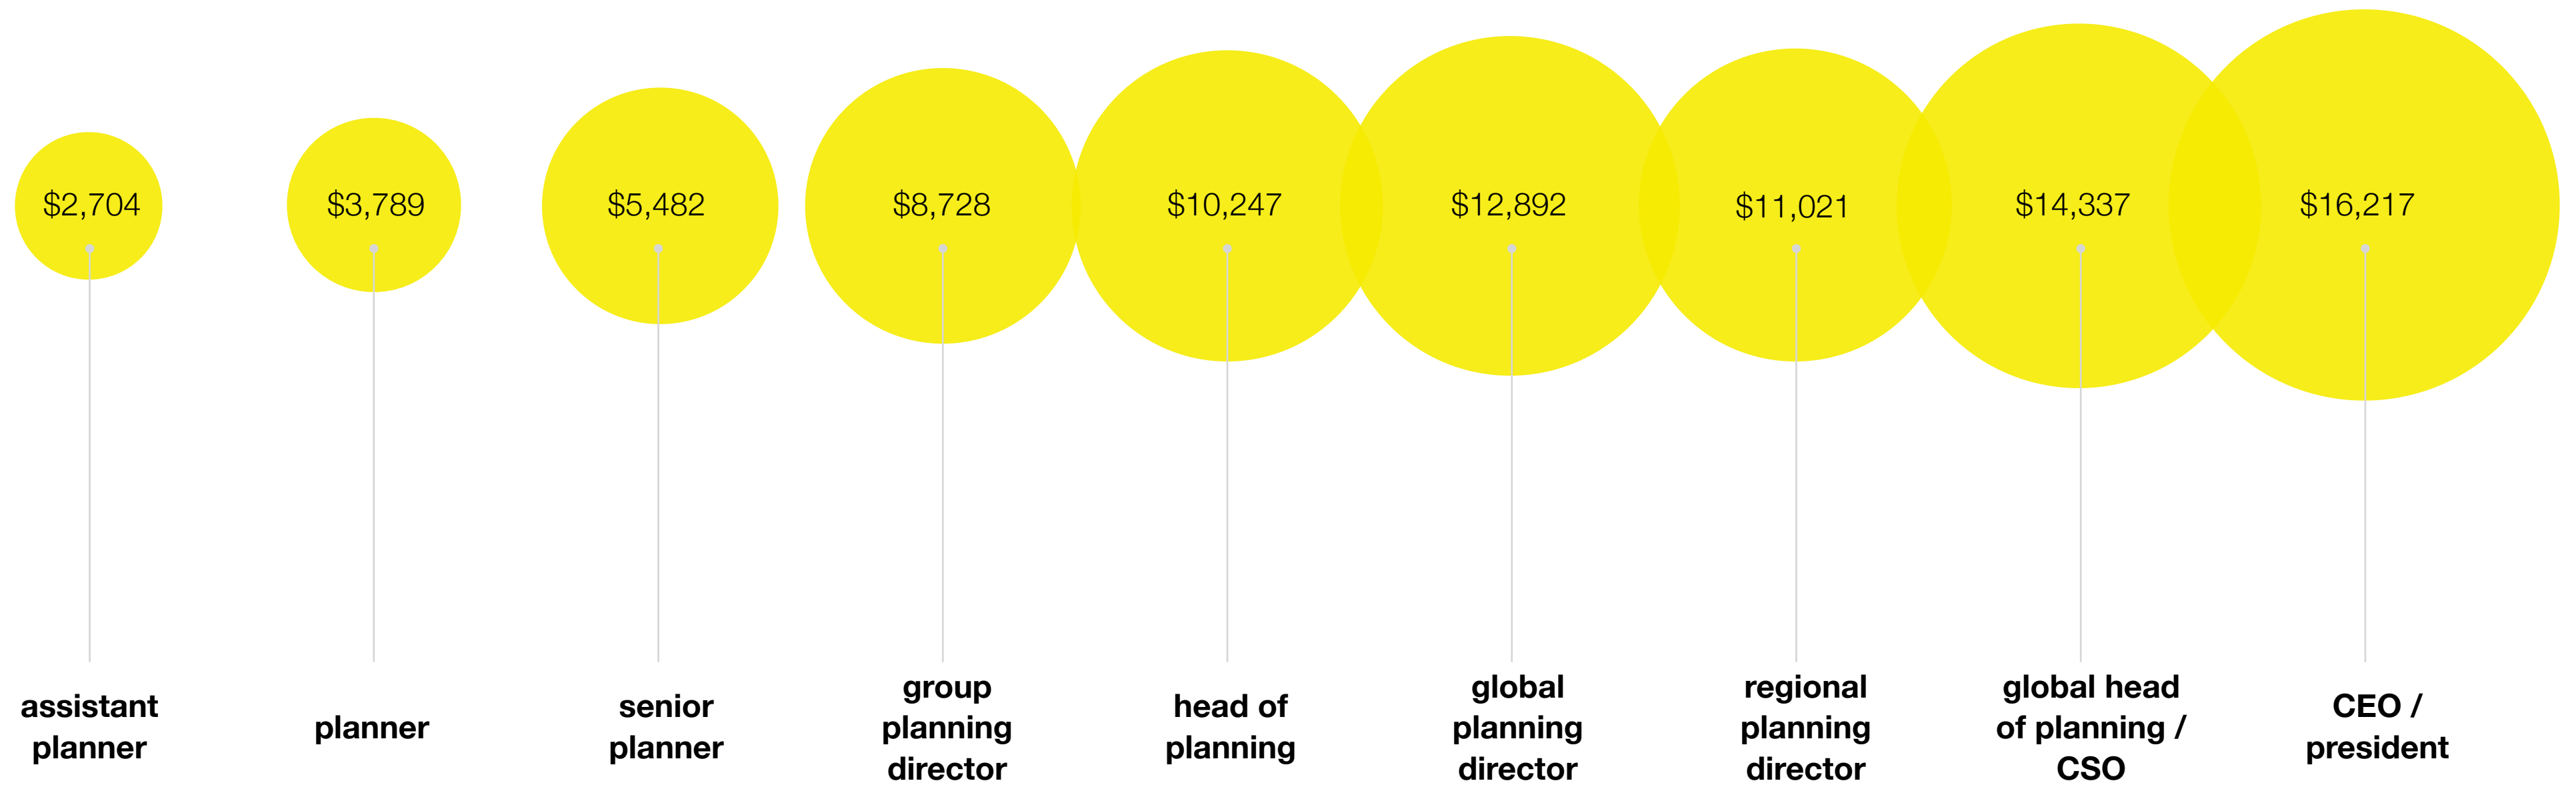 $2,704
$3,789
$5,482
$8,728
$10,247
$12,892
$11,021
$14,337
$16,217
assistant
planner
planner
senior
planner
group
planning
director
head of
planning
global
planning
director
regional
planning
director
global head
of planning /
CSO
CEO /
president